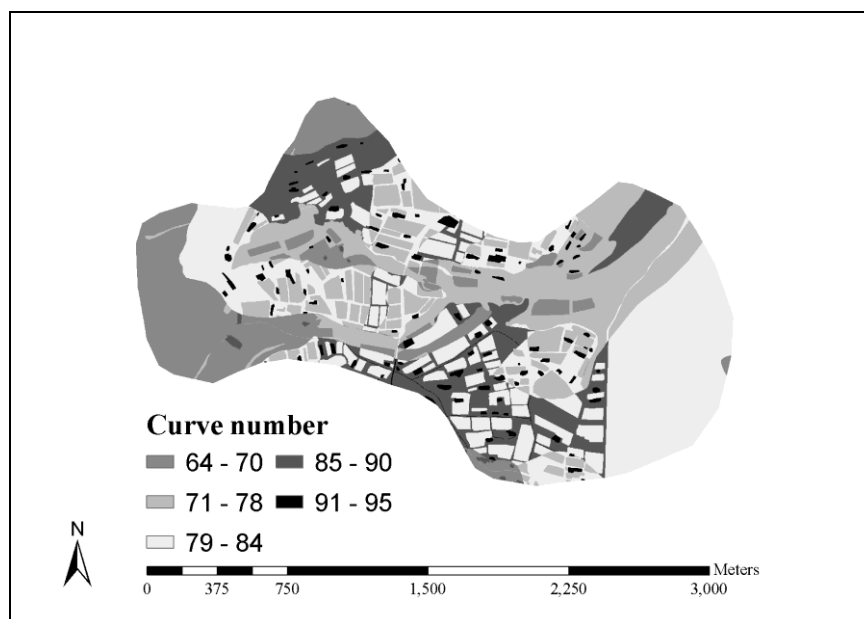 Curve number
64 - 70 85 - 90
71 - 78 91 - 95
79 - 84
N
Meters
0 375 750 1,500 2,250 3,000